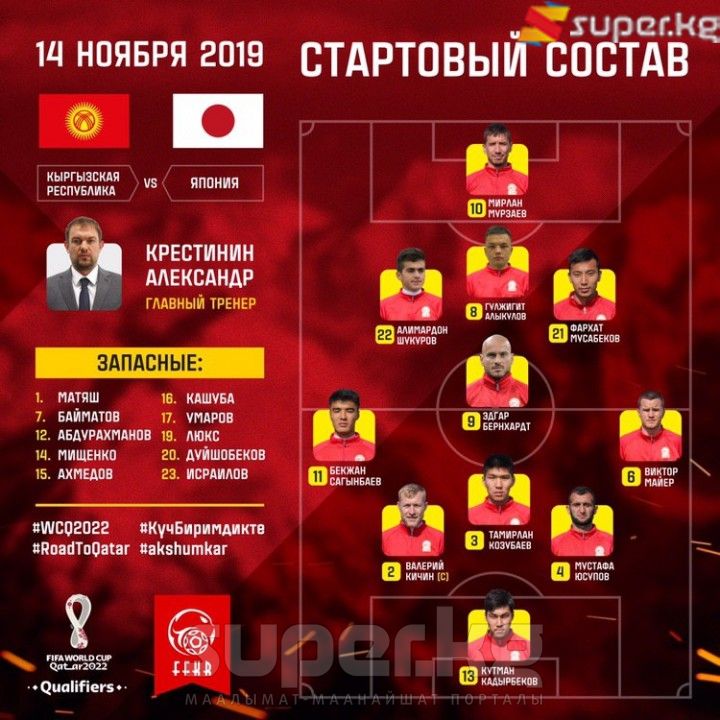 super.kg
14 НОЯБРЯ 2019
СТАРТОВЫЙ СОСТАВ
КЫРГЫЗСКАЯ
РЕСПУБЛИКА
VS
ЯПОНИЯ
КРЕСТИНИН
АЛЕКСАНДР
ГЛАВНЫЙ ТРЕНЕР
ЗАПАСНЫЕ:
1. МАТЯШ
7. БАЙМАТОВ
12. АБДУРАХМАНОВ
14. МИЩЕНКО
15. АХМЕДОВ
16. КАШУБА
17. УМАРОВ
19. ЛЮКС
20. ДУЙШОБЕКОВ
23. ИСРАИЛОВ
#WCQ2022 #КүчБиримдикте
#RoadToQatar #akshumkar
FIFA WORLD CUP
Qatar2022
Qualifiers
FFKR
10 МИРЛАН
МУРЗАЕВ
22 АЛИМАРДОН
ШУКУРОВ
8 ГУЛЖИГИТ
АЛЫКУЛОВ
21 ФАРХАТ
МУСАБЕКОВ
9 ЭДГАР
БЕРНХАРДТ
11 БЕКЖАН
САГЫНБАЕВ
6 ВИКТОР
МАЙЕР
2 ВАЛЕРИЙ
КИЧИН (C)
3 ТАМИРЛАН
КОЗУБАЕВ
4 МУСТАФА
ЮСУПОВ
13 КУТМАН
КАДЫРБЕКОВ
super.kg
МААЛЫМАТ-МААНАЙШАТ ПОРТАЛЫ